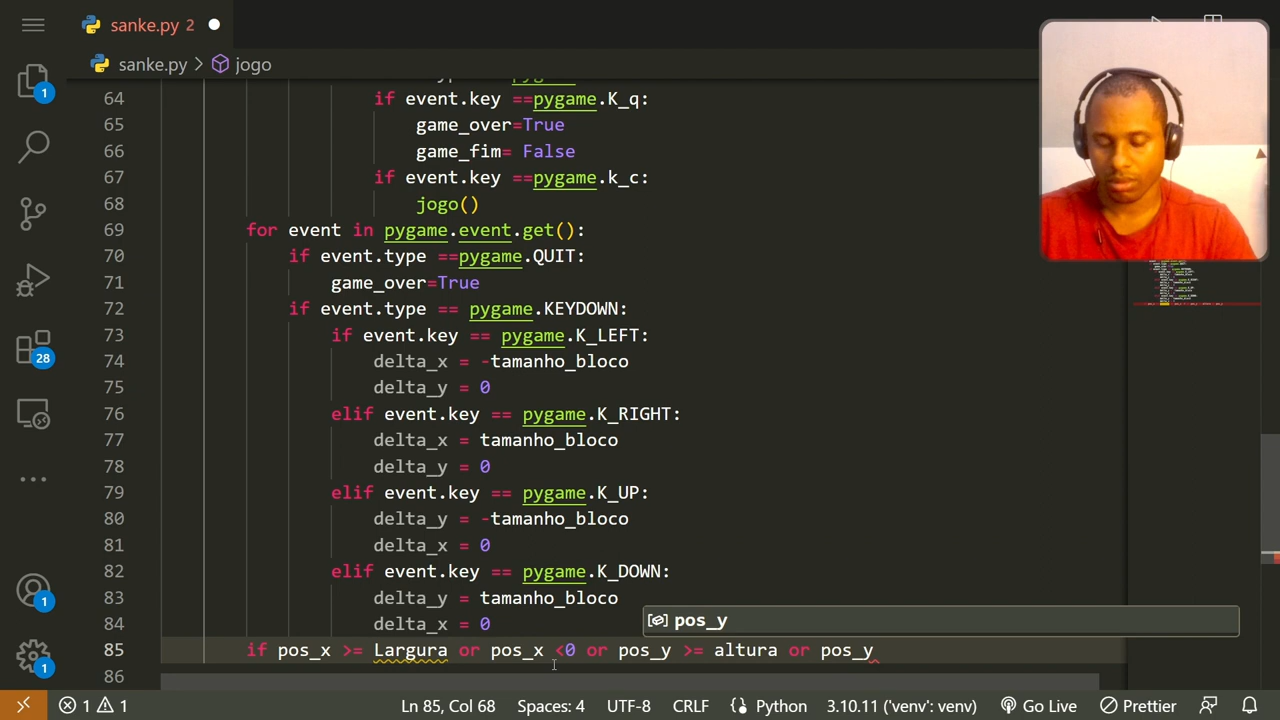 sanke.py 2
sanke.py > jogo
64 if event.key ==pygame.K_q:
65 game_over=True
66 game_fim= False
67 if event.key ==pygame.k_c:
68 jogo()
69 for event in pygame.event.get():
70 if event.type ==pygame.QUIT:
71 game_over=True
72 if event.type == pygame.KEYDOWN:
73 if event.key == pygame.K_LEFT:
74 delta_x = -tamanho_bloco
75 delta_y = 0
76 elif event.key == pygame.K_RIGHT:
77 delta_x = tamanho_bloco
78 delta_y = 0
79 elif event.key == pygame.K_UP:
80 delta_y = -tamanho_bloco
81 delta_x = 0
82 elif event.key == pygame.K_DOWN:
83 delta_y = tamanho_bloco
84 delta_x = 0
pos_y
85 if pos_x >= Largura or pos_x <0 or pos_y >= altura or pos_y
86
1
28
1
1
1 1 Ln 85, Col 68 Spaces: 4 UTF-8 CRLF Python 3.10.11 ('venv': venv) Go Live Prettier